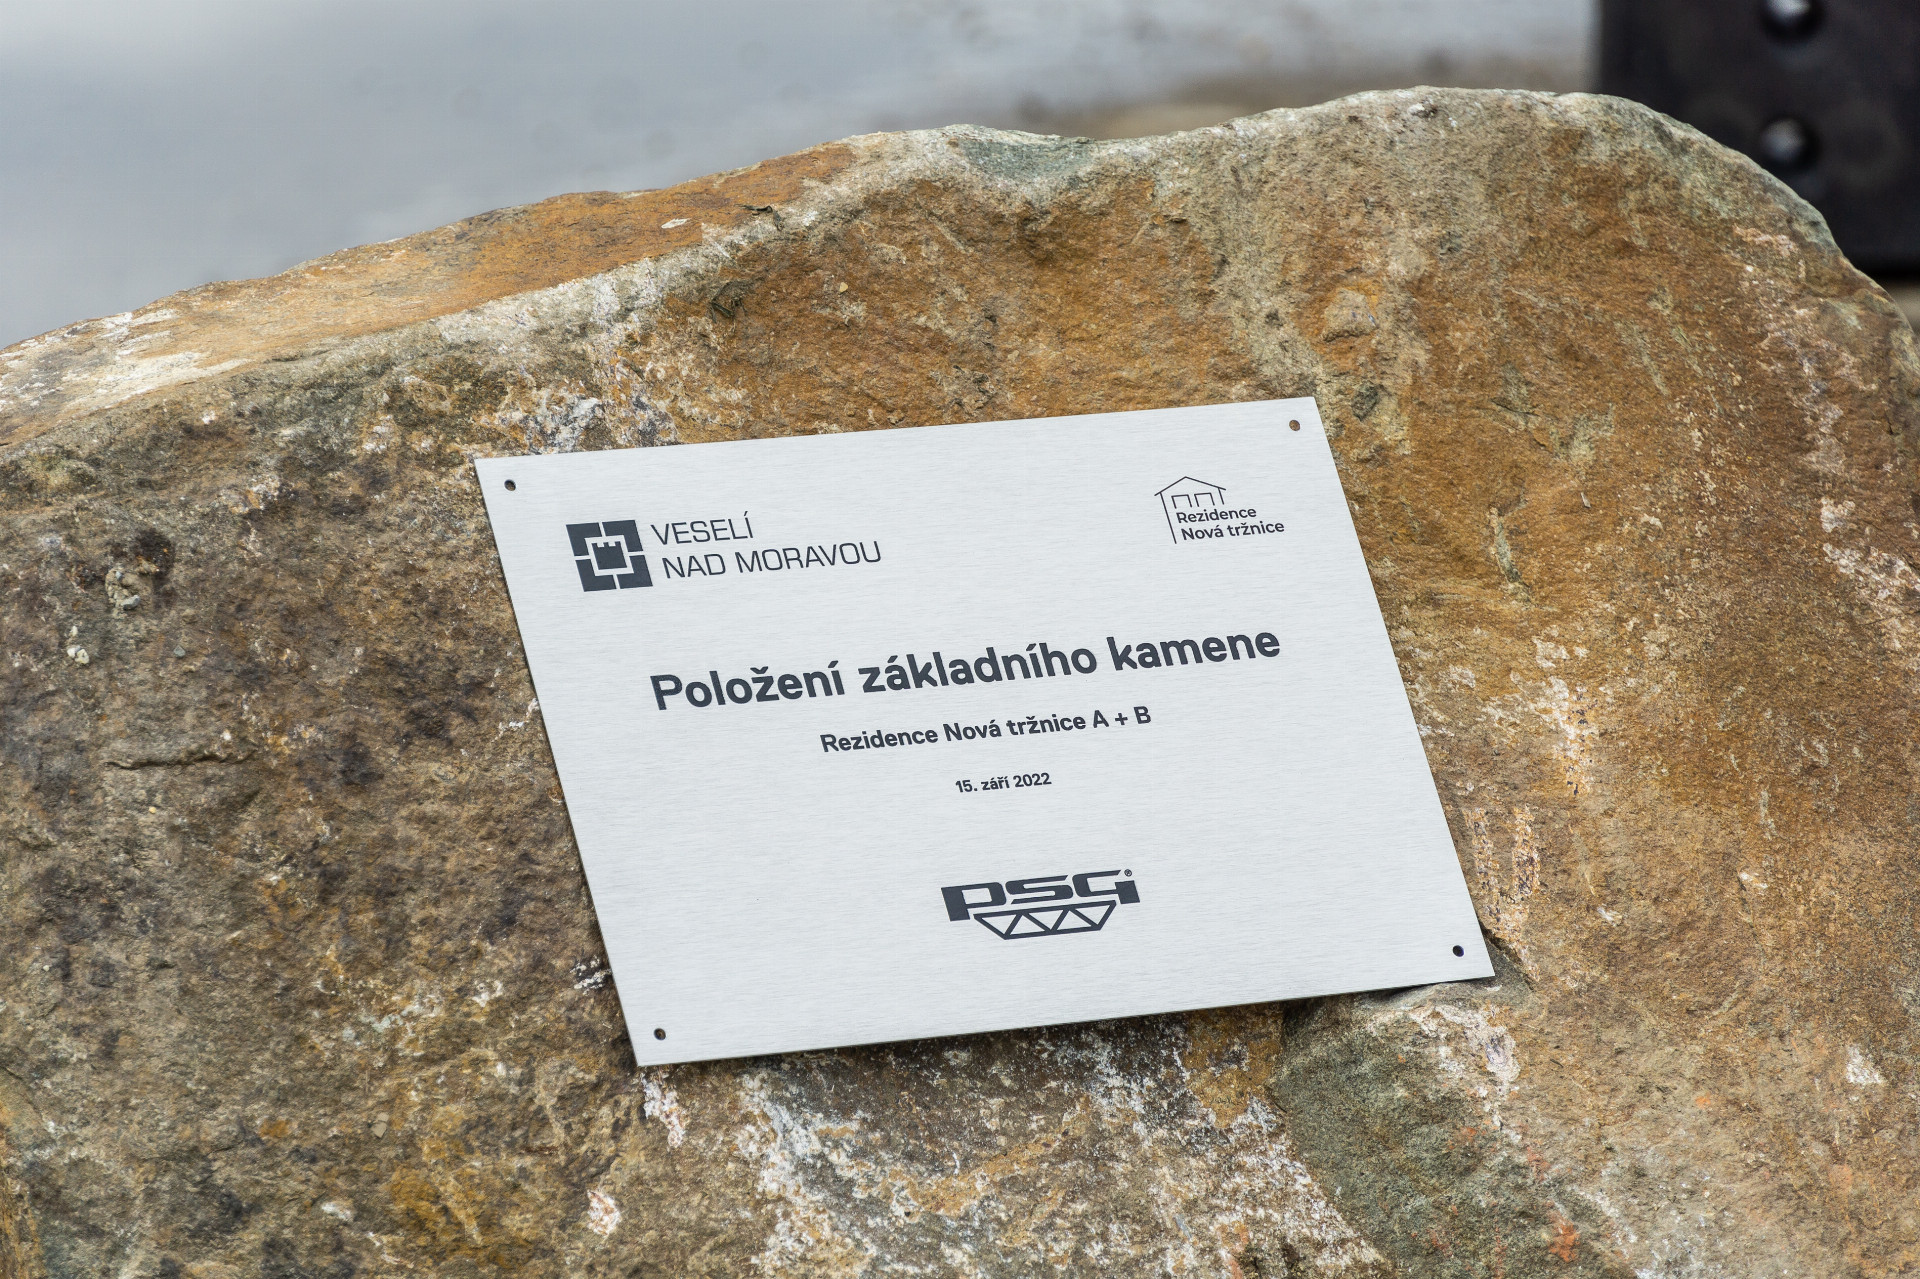 VESELÍ
NAD MORAVOU
Rezidence
Nová tržnice
Položení základního kamene
Rezidence Nová tržnice A + B
15. září 2022
PSG®